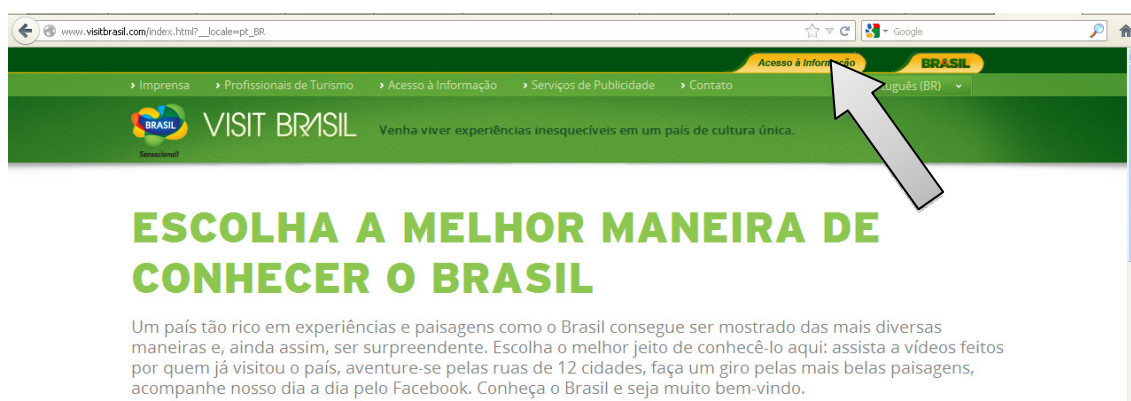 www.visitbrasil.com/index.html?__locale=pt_BR
Google
Acesso à Informação
BRASIL
Imprensa
Profissionais de Turismo
Acesso à Informação
Serviços de Publicidade
Contato
(BR)
BRASIL
Sensacional!
VISIT BRASIL
Venha viver experiências inesquecíveis em um país de cultura única.
ESCOLHA A MELHOR MANEIRA DE
CONHECER O BRASIL
Um país tão rico em experiências e paisagens como o Brasil consegue ser mostrado das mais diversas
maneiras e, ainda assim, ser surpreendente. Escolha o melhor jeito de conhecê-lo aqui: assista a vídeos feitos
por quem já visitou o país, aventure-se pelas ruas de 12 cidades, faça um giro pelas mais belas paisagens,
acompanhe nosso dia a dia pelo Facebook. Conheça o Brasil e seja muito bem-vindo.